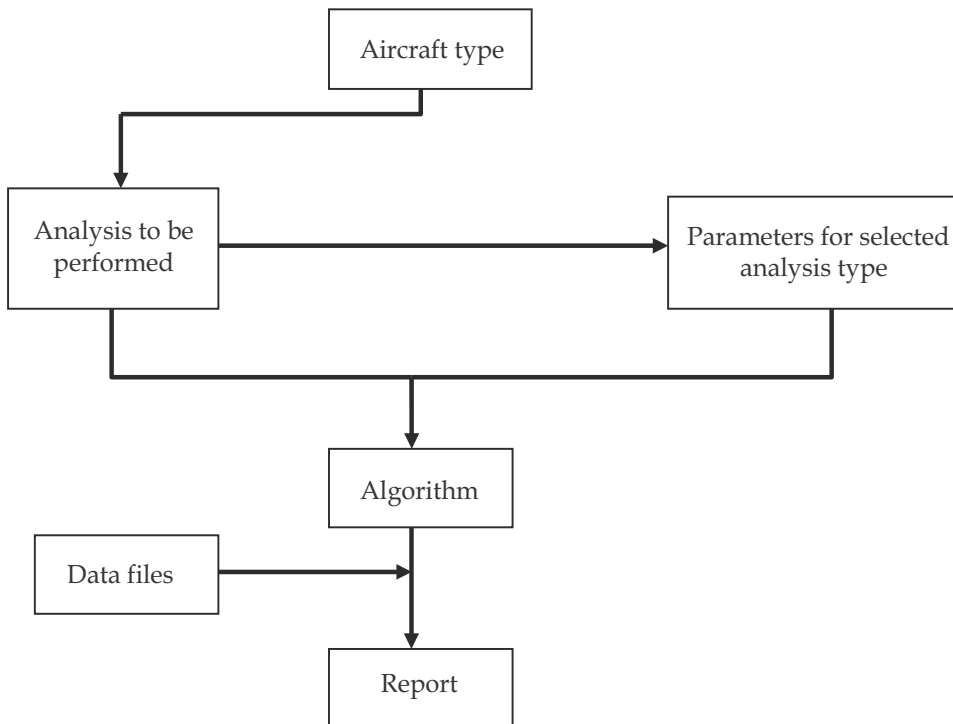 Aircraft type
Analysis to be
performed
Parameters for selected
analysis type
Algorithm
Data files
Report